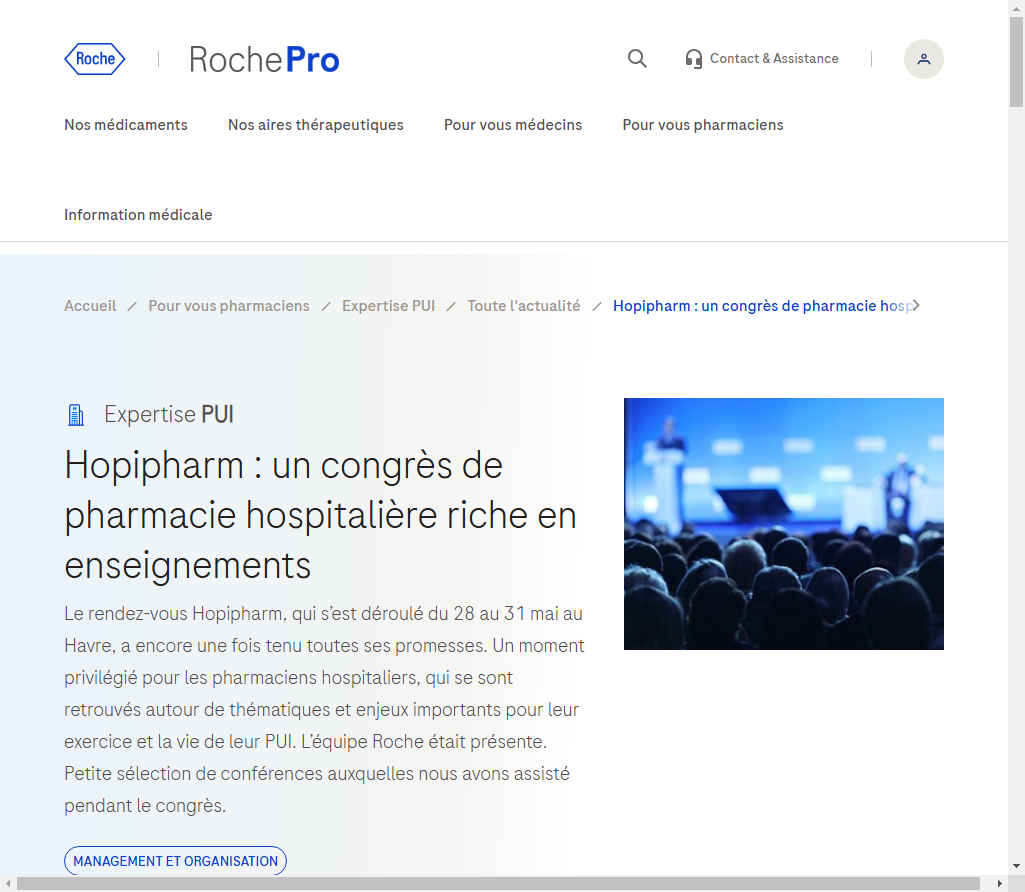 Roche
RochePro
Contact & Assistance
Nos médicaments
Nos aires thérapeutiques
Pour vous médecins
Pour vous pharmaciens
Information médicale
Accueil / Pour vous pharmaciens / Expertise PUI / Toute l'actualité / Hopipharm : un congrès de pharmacie hosp
Expertise PUI
Hopipharm : un congrès de
pharmacie hospitalière riche en
enseignements
Le rendez-vous Hopipharm, qui s’est déroulé du 28 au 31 mai au
Havre, a encore une fois tenu toutes ses promesses. Un moment
privilégié pour les pharmaciens hospitaliers, qui se sont
retrouvés autour de thématiques et enjeux importants pour leur
exercice et la vie de leur PUI. L’équipe Roche était présente.
Petite sélection de conférences auxquelles nous avons assisté
pendant le congrès.
MANAGEMENT ET ORGANISATION